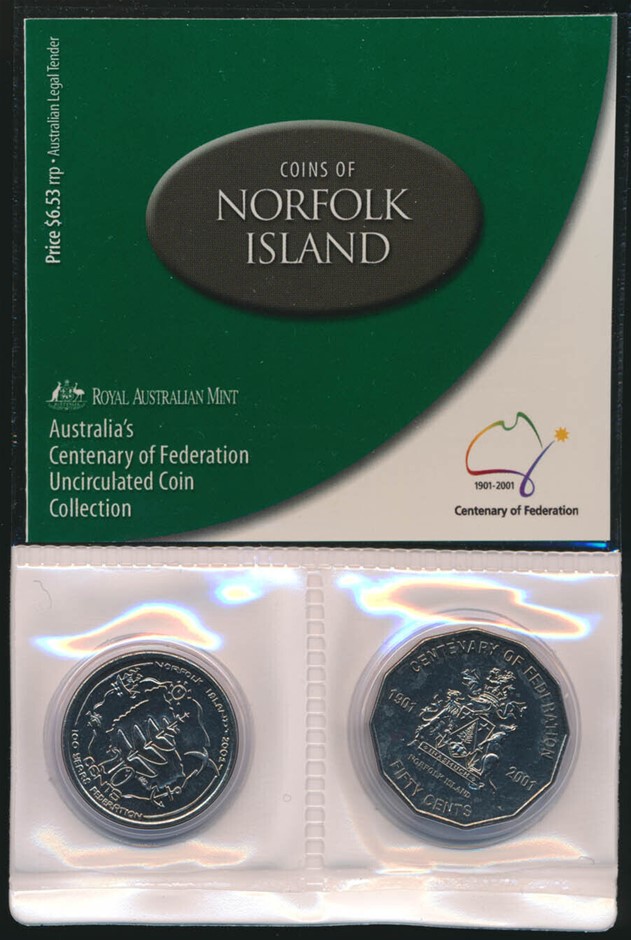 Price $6.53 rrp • Australian Legal Tender
COINS OF
NORFOLK
ISLAND
ROYAL AUSTRALIAN MINT
Australia's
Centenary of Federation
Uncirculated Coin
Collection
1901-2001
Centenary of Federation
NORFOLK ISLAND 2001
CENTS
100 YEARS FEDERATION
CENTENARY OF FEDERATION
1901
2001
NORFOLK ISLAND
FIFTY CENTS